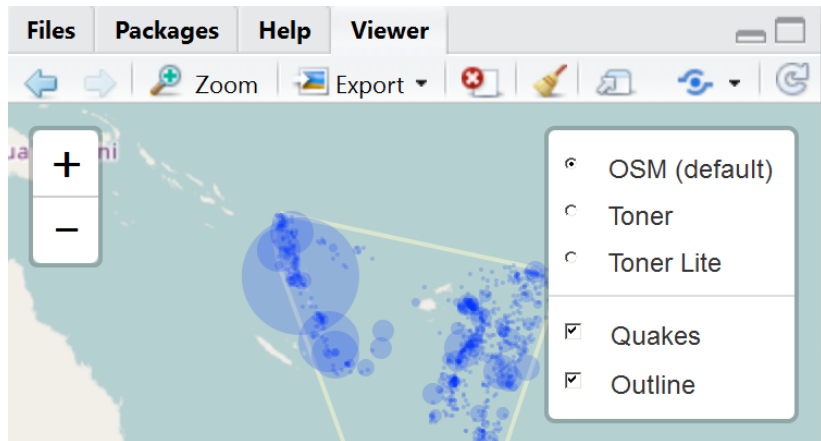 Files Packages Help Viewer
Zoom Export
+
−
OSM (default)
Toner
Toner Lite
Quakes
Outline